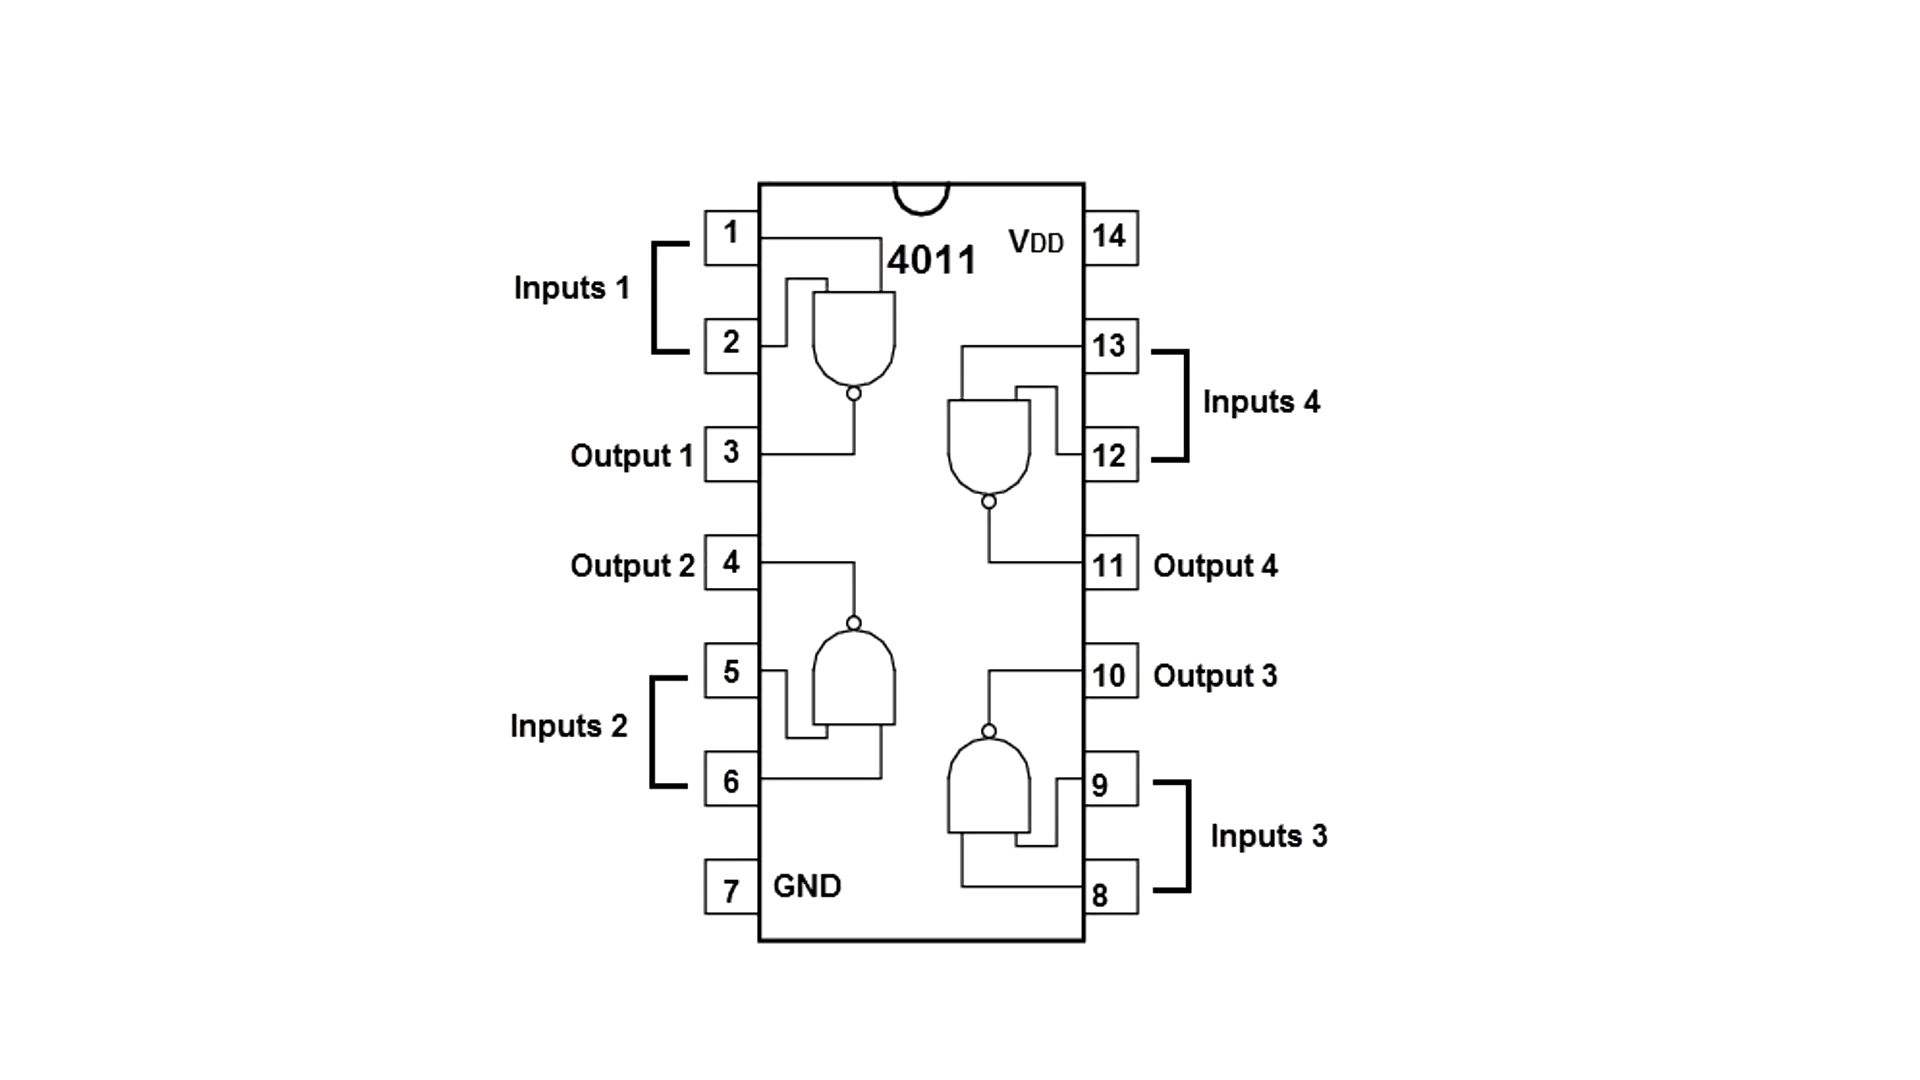 1
4011
VDD
14
Inputs 1
2
13
Inputs 4
Output 1
3
12
Output 2
4
11
Output 4
5
10
Output 3
Inputs 2
6
9
Inputs 3
7
GND
8